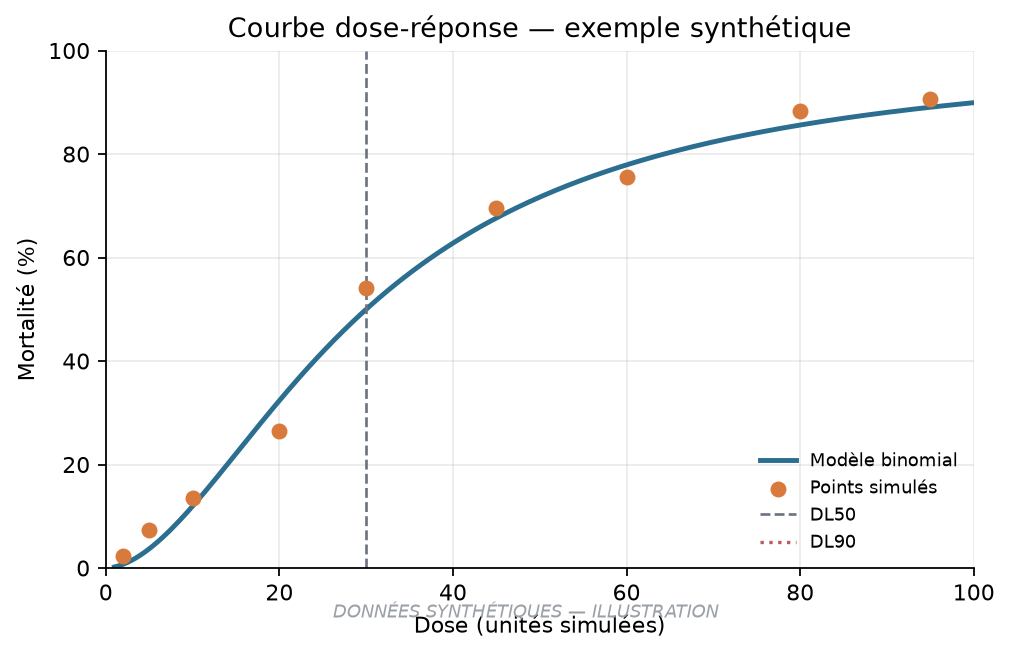 Courbe dose-réponse — exemple synthétique
Mortalité (%)
100
80
60
40
20
0
Modèle binomial
Points simulés
DL50
DL90
0 20 40 60 80 100
DONNÉES SYNTHÉTIQUES — ILLUSTRATION
Dose (unités simulées)